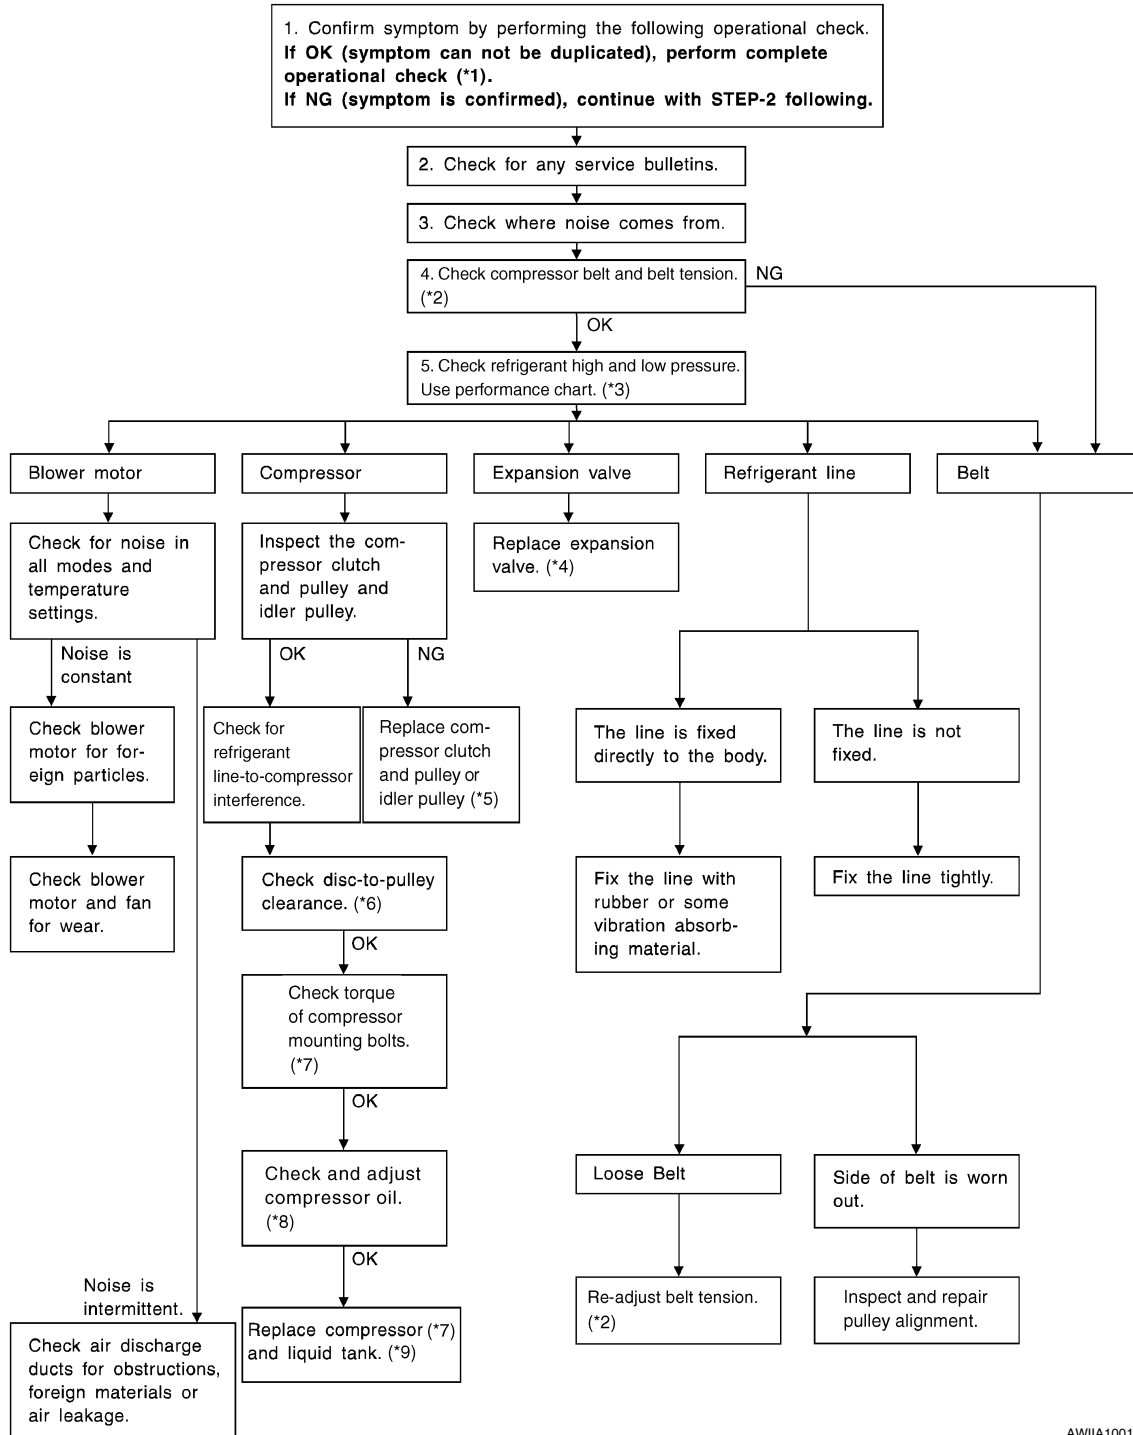 1. Confirm symptom by performing the following operational check.
If OK (symptom can not be duplicated), perform complete
operational check (*1).
If NG (symptom is confirmed), continue with STEP-2 following.
2. Check for any service bulletins.
3. Check where noise comes from.
4. Check compressor belt and belt tension.
(*2)
NG
OK
5. Check refrigerant high and low pressure.
Use performance chart. (*3)
Blower motor
Compressor
Expansion valve
Refrigerant line
Belt
Check for noise in
all modes and
temperature
settings.
Inspect the com-
pressor clutch
and pulley and
idler pulley.
Replace expansion
valve. (*4)
Noise is
constant
OK
NG
Check blower
motor for for-
eign particles.
Check for
refrigerant
line-to-compressor
interference.
Replace com-
pressor clutch
and pulley or
idler pulley (*5)
The line is fixed
directly to the body.
The line is not
fixed.
Check blower
motor and fan
for wear.
Check disc-to-pulley
clearance. (*6)
Fix the line with
rubber or some
vibration absorb-
ing material.
Fix the line tightly.
OK
Check torque
of compressor
mounting bolts.
(*7)
OK
Check and adjust
compressor oil.
(*8)
Loose Belt
Side of belt is worn
out.
OK
Noise is
intermittent.
Re-adjust belt tension.
(*2)
Inspect and repair
pulley alignment.
Check air discharge
ducts for obstructions,
foreign materials or
air leakage.
Replace compressor (*7)
and liquid tank. (*9)
AWIIA1001